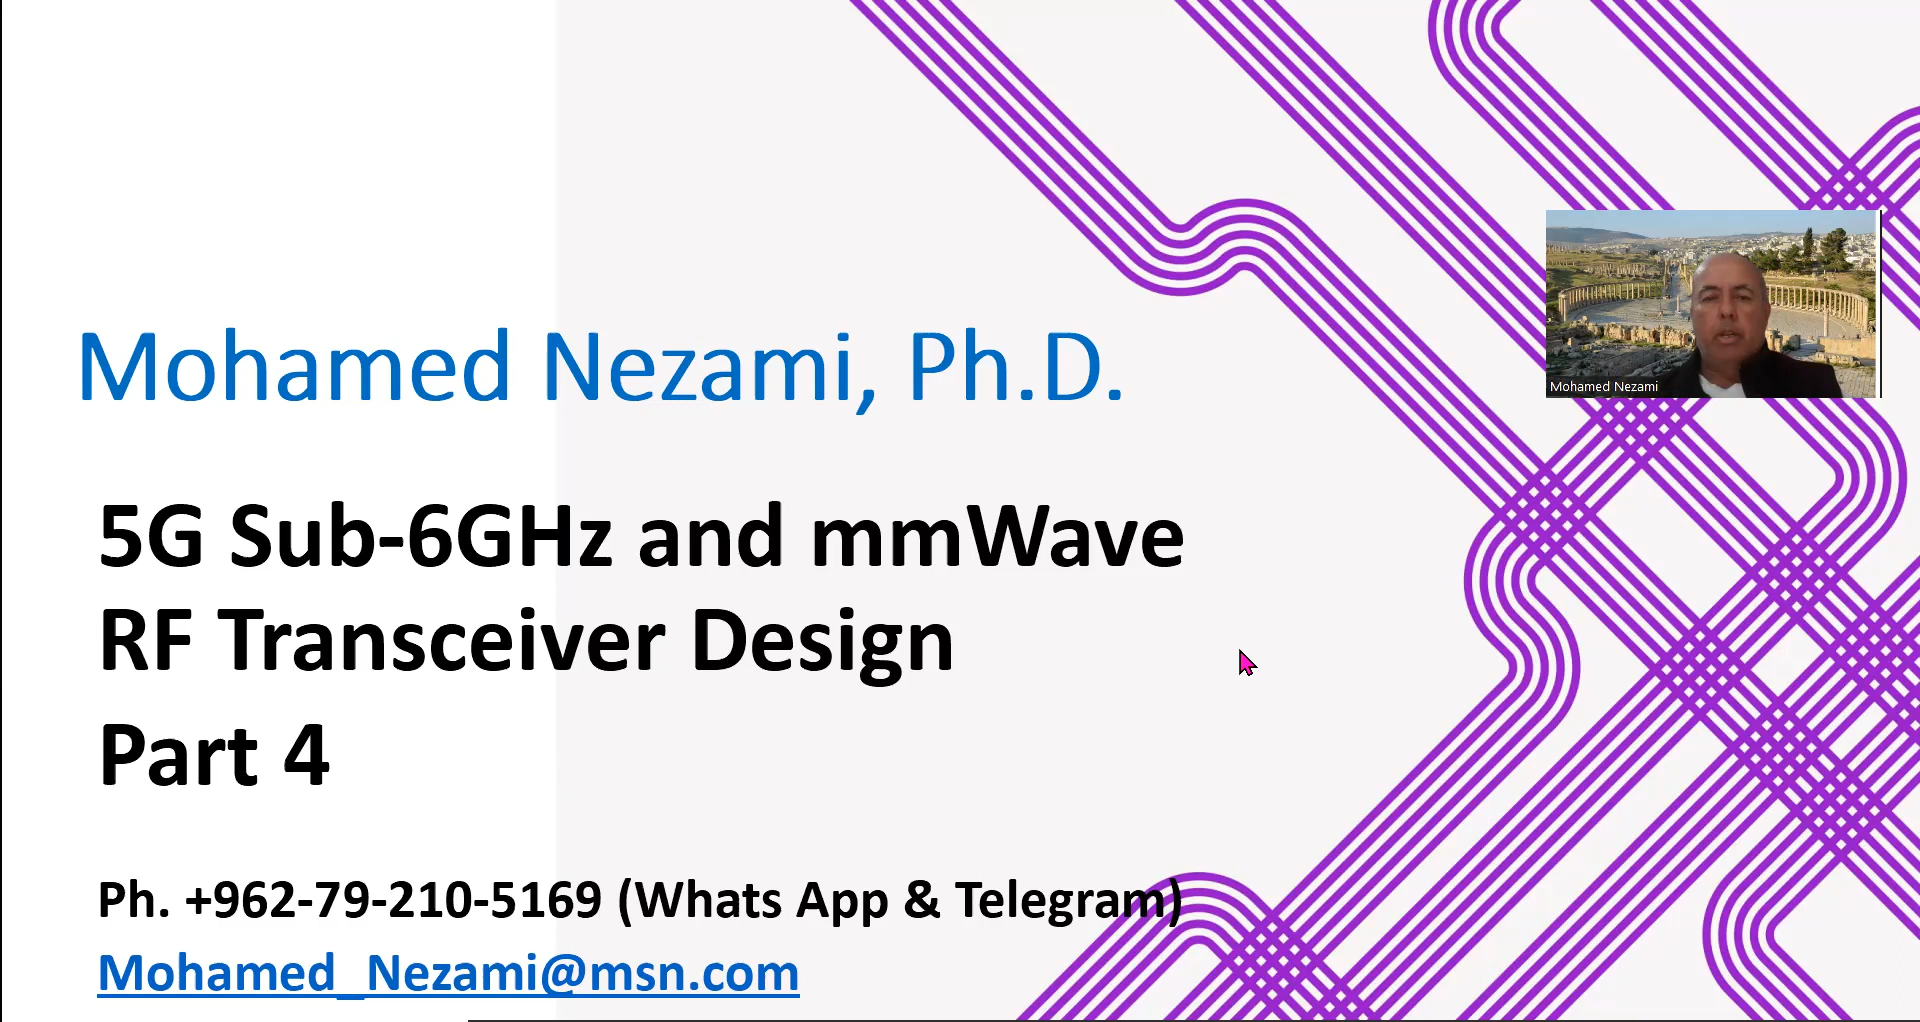 Mohamed Nezami, Ph.D.
Mohamed Nezami
5G Sub-6GHz and mmWave
RF Transceiver Design
Part 4
Ph. +962-79-210-5169 (Whats App & Telegram)
Mohamed_Nezami@msn.com